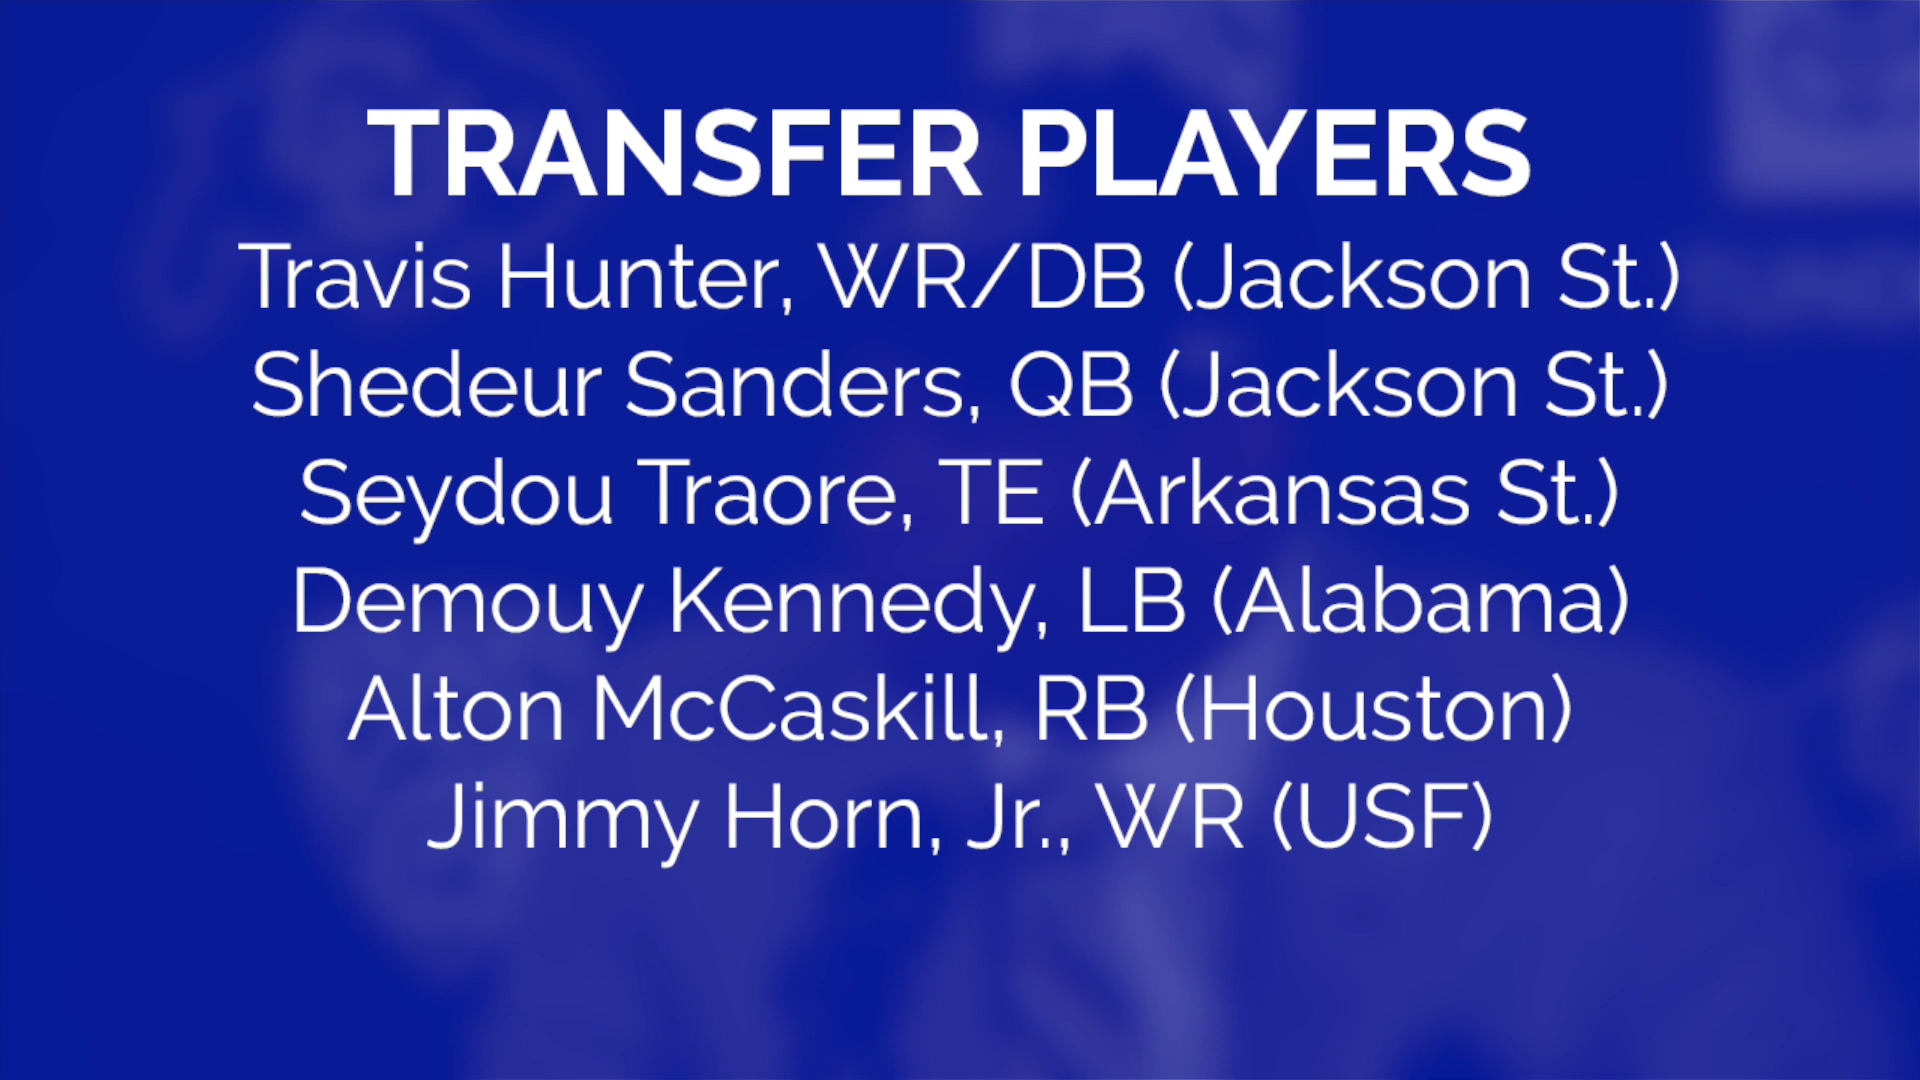 TRANSFER PLAYERS
Travis Hunter, WR/DB (Jackson St.)
Shedeur Sanders, QB (Jackson St.)
Seydou Traore, TE (Arkansas St.)
Demouy Kennedy, LB (Alabama)
Alton McCaskill, RB (Houston)
Jimmy Horn, Jr., WR (USF)